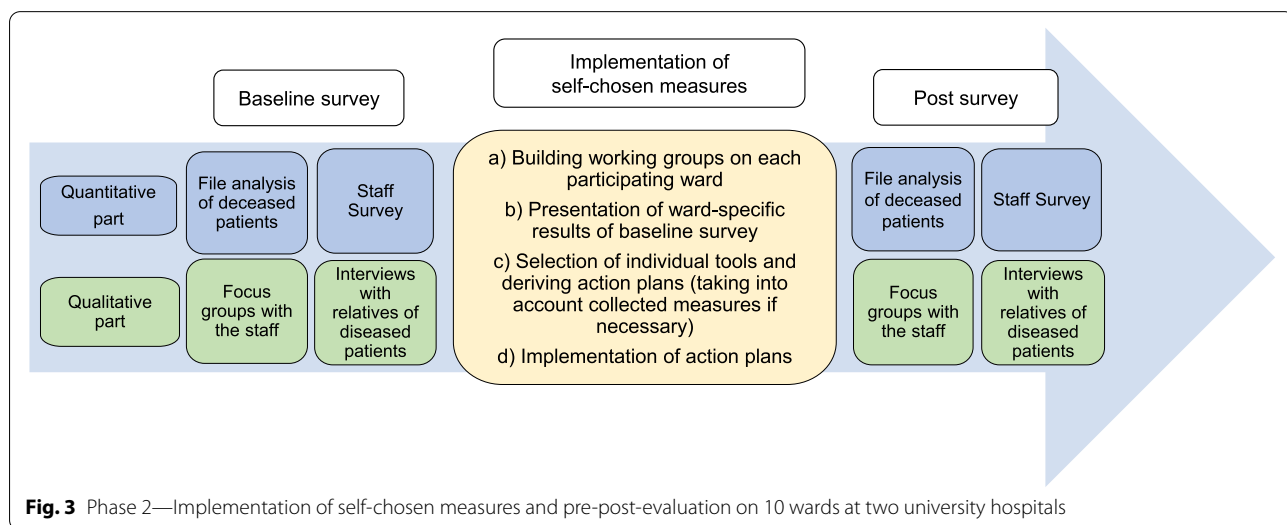 Baseline survey
Implementation of
self-chosen measures
Post survey
Quantitative
part
File analysis
of deceased
patients
Staff
Survey
Qualitative
part
Focus
groups with
the staff
Interviews
with
relatives of
diseased
patients
a) Building working groups on each
participating ward
b) Presentation of ward-specific
results of baseline survey
c) Selection of individual tools and
deriving action plans (taking into
account collected measures if
necessary)
d) Implementation of action plans
File analysis
of deceased
patients
Staff Survey
Focus
groups with
the staff
Interviews
with
relatives of
diseased
patients
Fig. 3 Phase 2—Implementation of self-chosen measures and pre-post-evaluation on 10 wards at two university hospitals